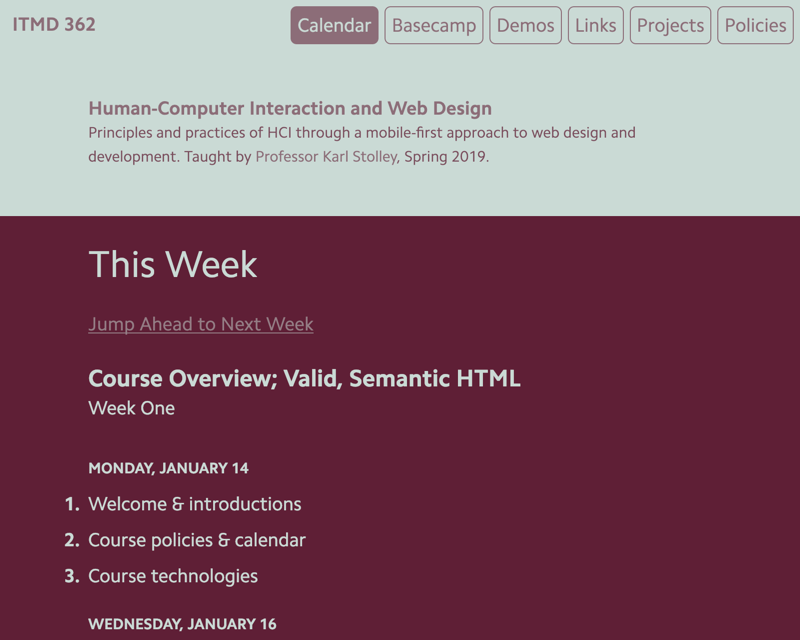 ITMD 362
Calendar
Basecamp
Demos
Links
Projects
Policies
Human-Computer Interaction and Web Design
Principles and practices of HCI through a mobile-first approach to web design and
development. Taught by Professor Karl Stolley, Spring 2019.
This Week
Jump Ahead to Next Week
Course Overview; Valid, Semantic HTML
Week One
MONDAY, JANUARY 14
1. Welcome & introductions
2. Course policies & calendar
3. Course technologies
WEDNESDAY, JANUARY 16